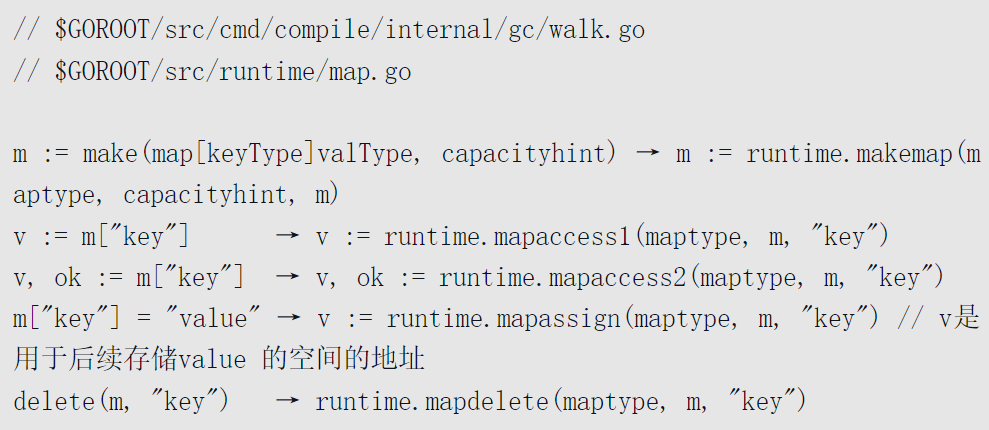 // $GOROOT/src/cmd/compile/internal/gc/walk.go
// $GOROOT/src/runtime/map.go
m := make(map[keyType]valType, capacityhint) → m := runtime.makemap(m
aptype, capacityhint, m)
v := m["key"]      → v := runtime.mapaccess1(maptype, m, "key")
v, ok := m["key"]  → v, ok := runtime.mapaccess2(maptype, m, "key")
m["key"] = "value" → v := runtime.mapassign(maptype, m, "key") // v是
用于后续存储value 的空间的地址
delete(m, "key")   → runtime.mapdelete(maptype, m, "key")